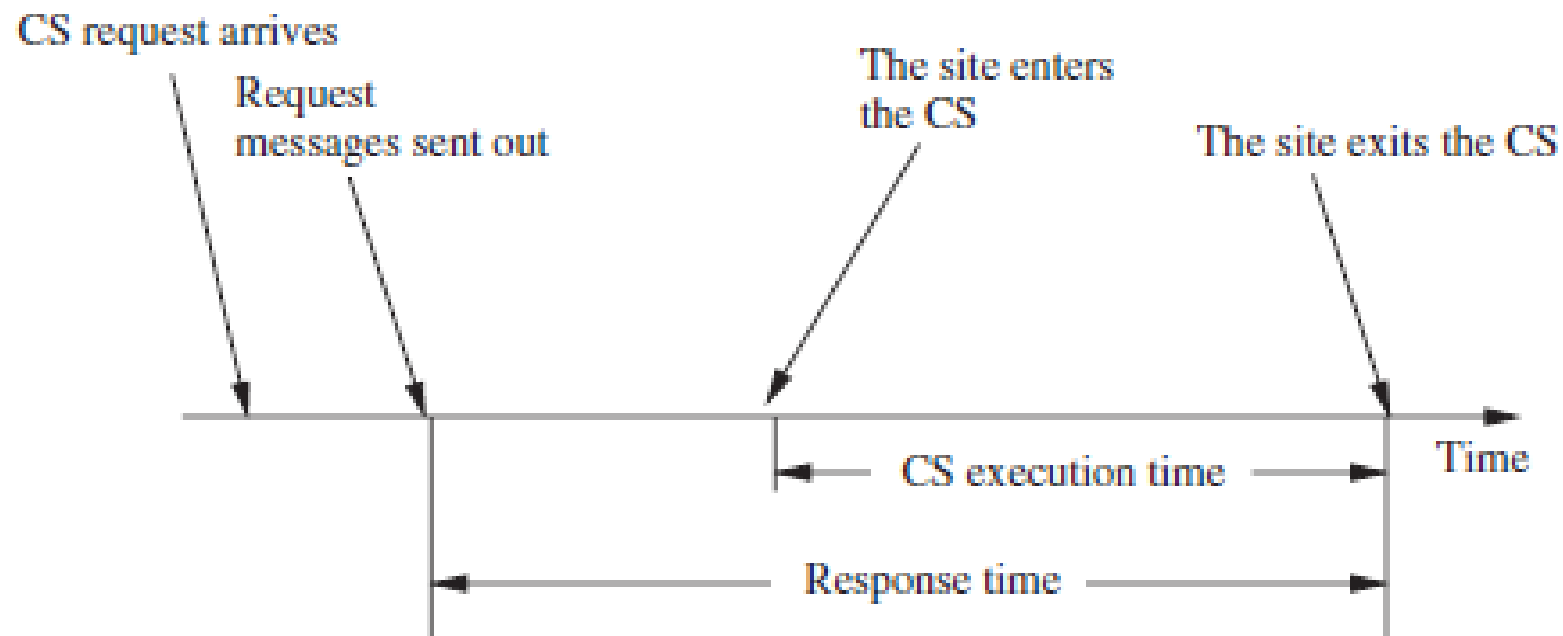 CS request arrives
Request
messages sent out
The site enters
the CS
The site exits the CS
Time
CS execution time
Response time